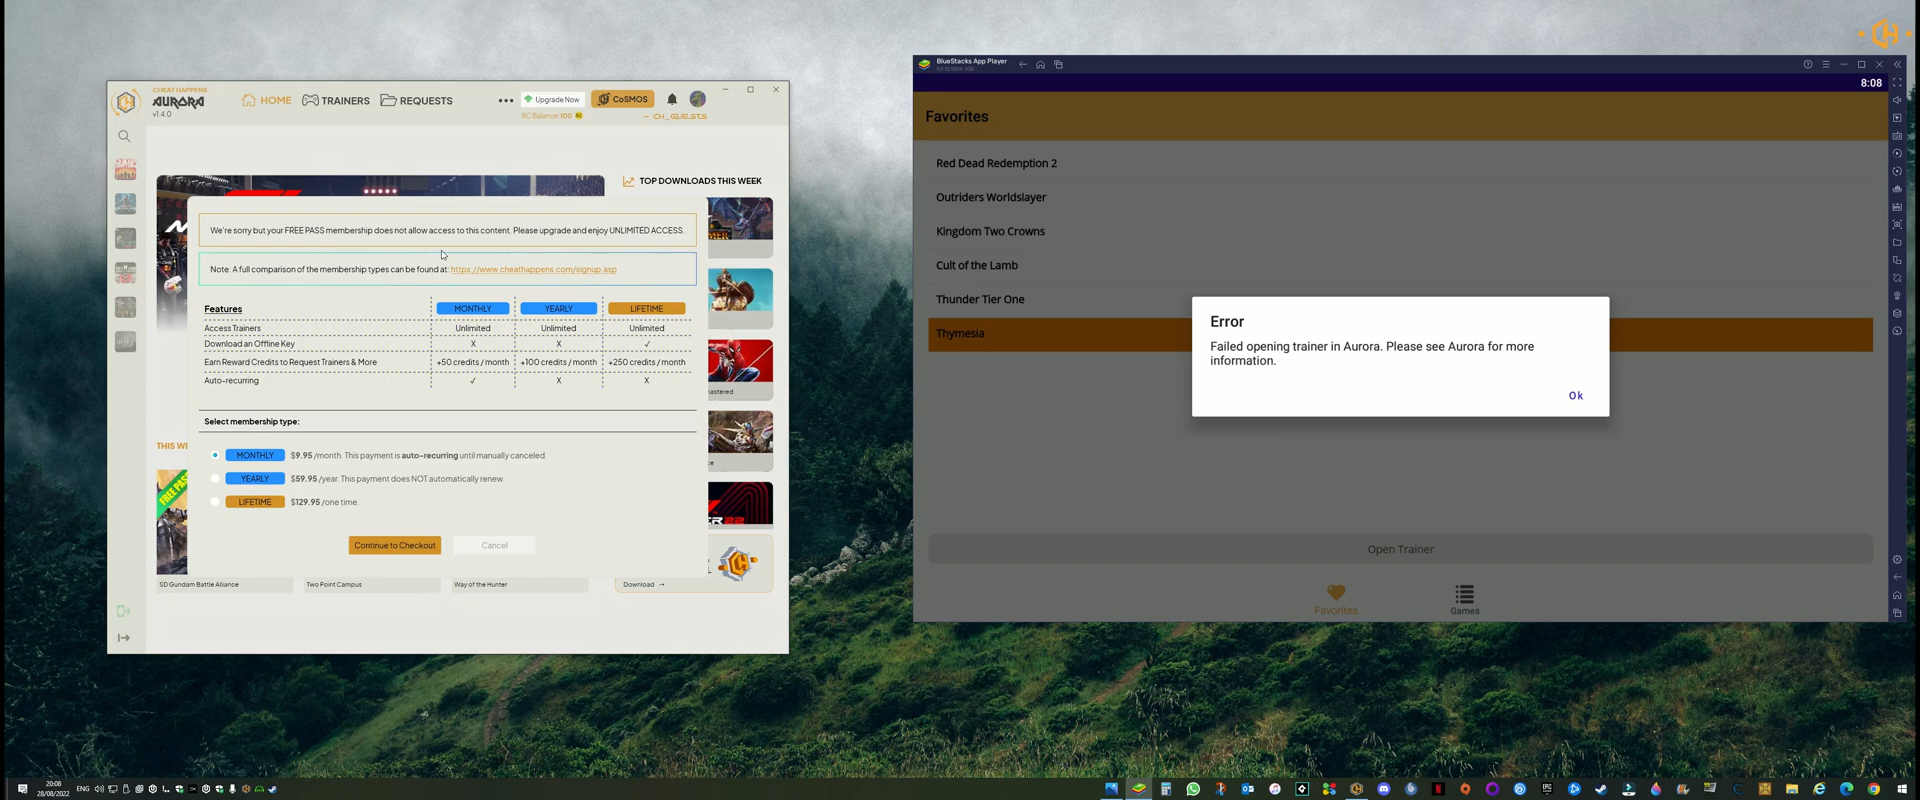 CHEAT HAPPENS
AURORA
v1.4.0
HOME
TRAINERS
REQUESTS
Upgrade Now
CoSMOS
RC Balance: 100
CH_GUESTS
TOP DOWNLOADS THIS WEEK
We're sorry but your FREE PASS membership does not allow access to this content. Please upgrade and enjoy UNLIMITED ACCESS.
Note: A full comparison of the membership types can be found at: https://www.cheathappens.com/signup.asp
Features MONTHLY YEARLY LIFETIME
Access Trainers Unlimited Unlimited Unlimited
Download an Offline Key X X ✓
Earn Reward Credits to Request Trainers & More +50 credits / month +100 credits / month +250 credits / month
Auto-recurring ✓ X X
Select membership type:
MONTHLY $9.95 /month. This payment is auto-recurring until manually canceled.
YEARLY $59.95 /year. This payment does NOT automatically renew.
LIFETIME $129.95 /one time.
Continue to Checkout
Cancel
THIS WE
FREE PASS
SD Gundam Battle Alliance
Two Point Campus
Way of the Hunter
Download →
BlueStacks App Player
8:08
Favorites
Red Dead Redemption 2
Outriders Worldslayer
Kingdom Two Crowns
Cult of the Lamb
Thunder Tier One
Thymesia
Error
Failed opening trainer in Aurora. Please see Aurora for more
information.
Ok
Open Trainer
Favorites
Games
20:08
28/08/2022
ENG